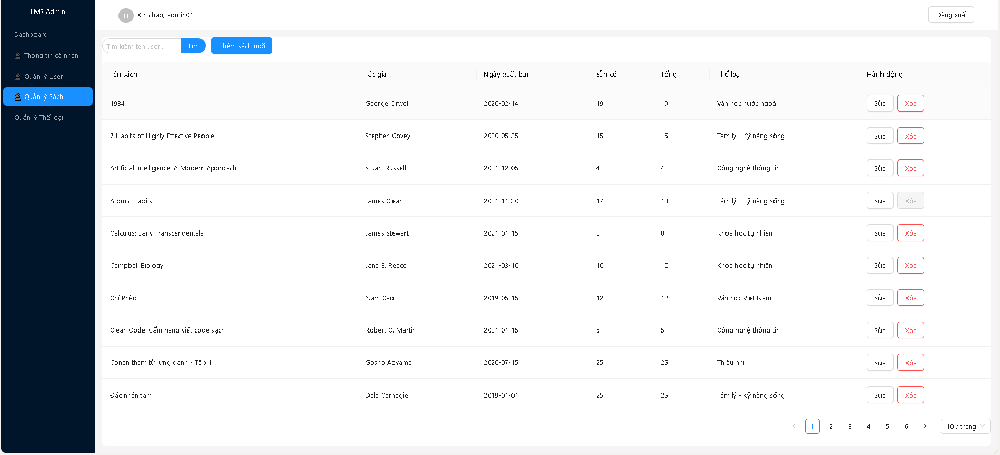 LMS Admin
Dashboard
Thông tin cá nhân
Quản lý User
Quản lý Sách
Quản lý Thể loại
U Xin chào, admin01
Đăng xuất
Tìm kiếm tên user... Tìm Thêm sách mới
Tên sách Tác giả Ngày xuất bản Sẵn có Tổng Thể loại Hành động
1984 George Orwell 2020-02-14 19 19 Văn học nước ngoài Sửa Xóa
7 Habits of Highly Effective People Stephen Covey 2020-05-25 15 15 Tâm lý - Kỹ năng sống Sửa Xóa
Artificial Intelligence: A Modern Approach Stuart Russell 2021-12-05 4 4 Công nghệ thông tin Sửa Xóa
Atomic Habits James Clear 2021-11-30 17 18 Tâm lý - Kỹ năng sống Sửa Xóa
Calculus: Early Transcendentals James Stewart 2021-01-15 8 8 Khoa học tự nhiên Sửa Xóa
Campbell Biology Jane B. Reece 2021-03-10 10 10 Khoa học tự nhiên Sửa Xóa
Chí Phèo Nam Cao 2019-05-15 12 12 Văn học Việt Nam Sửa Xóa
Clean Code: Cẩm nang viết code sạch Robert C. Martin 2021-01-15 5 5 Công nghệ thông tin Sửa Xóa
Conan thám tử lừng danh - Tập 1 Gosho Aoyama 2020-07-15 25 25 Thiếu nhi Sửa Xóa
Đắc nhân tâm Dale Carnegie 2019-01-01 25 25 Tâm lý - Kỹ năng sống Sửa Xóa
< 1 2 3 4 5 6 > 10 / trang